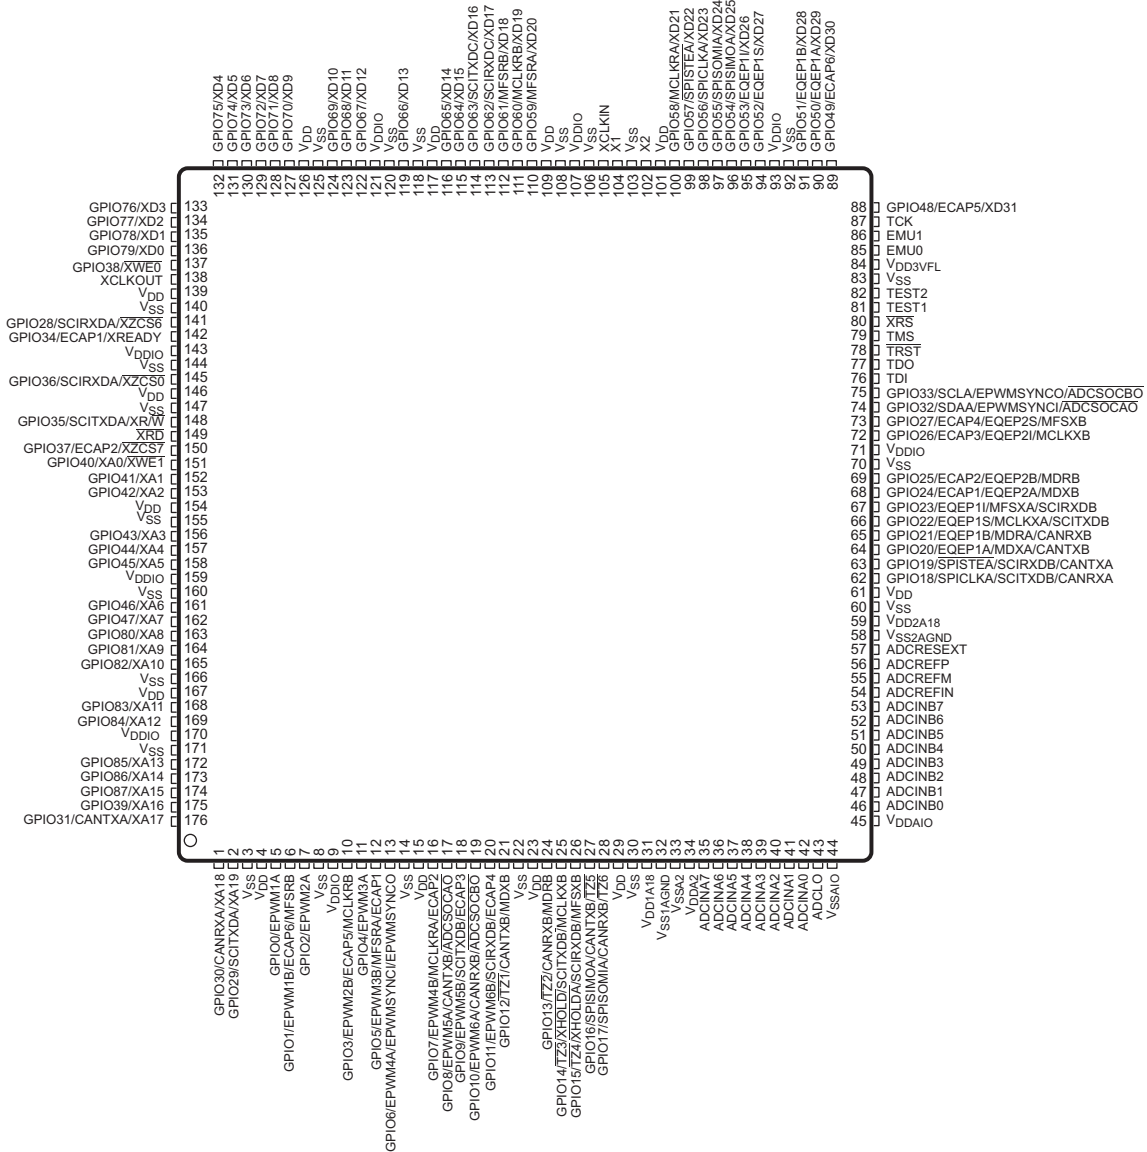 132 GPIO75/XD4
131 GPIO74/XD5
130 GPIO73/XD6
129 GPIO72/XD7
128 GPIO71/XD8
127 GPIO70/XD9
126 VDD
125 VSS
124 GPIO69/XD10
123 GPIO68/XD11
122 GPIO67/XD12
121 VDDIO
120 VSS
119 GPIO66/XD13
118 VSS
117 VDD
116 GPIO65/XD14
115 GPIO64/XD15
114 GPIO63/SCITXDC/XD16
113 GPIO62/SCIRXDC/XD17
112 GPIO61/MFSRB/XD18
111 GPIO60/MCLKRB/XD19
110 GPIO59/MFSRA/XD20
109 VDD
108 VSS
107 VDDIO
106 VSS
105 XCLKIN
104 X1
103 VSS
102 X2
101 VDD
100 GPIO58/MCLKRA/XD21
99 GPIO57/SPISTEA/XD22
98 GPIO56/SPICLKA/XD23
97 GPIO55/SPISOMIA/XD24
96 GPIO54/SPISIMOA/XD25
95 GPIO53/EQEP1I/XD26
94 GPIO52/EQEP1S/XD27
93 VDDIO
92 VSS
91 GPIO51/EQEP1B/XD28
90 GPIO50/EQEP1A/XD29
89 GPIO49/ECAP6/XD30
GPIO76/XD3 133
GPIO77/XD2 134
GPIO78/XD1 135
GPIO79/XD0 136
GPIO38/XWE0 137
XCLKOUT 138
VDD 139
VSS 140
GPIO28/SCIRXDA/XZCS6 141
GPIO34/ECAP1/XREADY 142
VDDIO 143
VSS 144
GPIO36/SCIRXDA/XZCS0 145
VDD 146
VSS 147
GPIO35/SCITXDA/XR/W 148
XRD 149
GPIO37/ECAP2/XZCS7 150
GPIO40/XA0/XWE1 151
GPIO41/XA1 152
GPIO42/XA2 153
VDD 154
VSS 155
GPIO43/XA3 156
GPIO44/XA4 157
GPIO45/XA5 158
VDDIO 159
VSS 160
GPIO46/XA6 161
GPIO47/XA7 162
GPIO80/XA8 163
GPIO81/XA9 164
GPIO82/XA10 165
VSS 166
VDD 167
GPIO83/XA11 168
GPIO84/XA12 169
VDDIO 170
VSS 171
GPIO85/XA13 172
GPIO86/XA14 173
GPIO87/XA15 174
GPIO39/XA16 175
GPIO31/CANTXA/XA17 176
88 GPIO48/ECAP5/XD31
87 TCK
86 EMU1
85 EMU0
84 VDD3VFL
83 VSS
82 TEST2
81 TEST1
80 XRS
79 TMS
78 TRST
77 TDO
76 TDI
75 GPIO33/SCLA/EPWMSYNCO/ADCSOCBO
74 GPIO32/SDAA/EPWMSYNCI/ADCSOCAO
73 GPIO27/ECAP4/EQEP2S/MFSXB
72 GPIO26/ECAP3/EQEP2I/MCLKXB
71 VDDIO
70 VSS
69 GPIO25/ECAP2/EQEP2B/MDRB
68 GPIO24/ECAP1/EQEP2A/MDXB
67 GPIO23/EQEP1I/MFSXA/SCIRXDB
66 GPIO22/EQEP1S/MCLKXA/SCITXDB
65 GPIO21/EQEP1B/MDRA/CANRXB
64 GPIO20/EQEP1A/MDXA/CANTXB
63 GPIO19/SPISTEA/SCIRXDB/CANTXA
62 GPIO18/SPICLKA/SCITXDB/CANRXA
61 VDD
60 VSS
59 VDD2A18
58 VSS2AGND
57 ADCRESEXT
56 ADCREFP
55 ADCREFM
54 ADCREFIN
53 ADCINB7
52 ADCINB6
51 ADCINB5
50 ADCINB4
49 ADCINB3
48 ADCINB2
47 ADCINB1
46 ADCINB0
45 VDDAIO
1 GPIO30/CANRXA/XA18
2 GPIO29/SCITXDA/XA19
3 VSS
4 VDD
5 GPIO0/EPWM1A
6 GPIO1/EPWM1B/ECAP6/MFSRB
7 GPIO2/EPWM2A
8 VSS
9 VDDIO
10 GPIO3/EPWM2B/ECAP5/MCLKRB
11 GPIO4/EPWM3A
12 GPIO5/EPWM3B/MFSRA/ECAP1
13 GPIO6/EPWM4A/EPWMSYNCI/EPWMSYNCO
14 VSS
15 VDD
16 GPIO7/EPWM4B/MCLKRA/ECAP2
17 GPIO8/EPWM5A/CANTXB/ADCSOCAO
18 GPIO9/EPWM5B/SCITXDB/ECAP3
19 GPIO10/EPWM6A/CANRXB/ADCSOCBO
20 GPIO11/EPWM6B/SCIRXDB/ECAP4
21 GPIO12/TZ1/CANTXB/MDXB
22 VSS
23 VDD
24 GPIO13/TZ2/CANRXB/MDRB
25 GPIO14/TZ3/XHOLD/SCITXDB/MCLKXB
26 GPIO15/TZ4/XHOLDA/SCIRXDB/MFSXB
27 GPIO16/SPISIMOA/CANTXB/TZ5
28 GPIO17/SPISOMIA/CANRXB/TZ6
29 VDD
30 VSS
31 VDD1A18
32 VSS1AGND
33 VSSA2
34 VDDA2
35 ADCINA7
36 ADCINA6
37 ADCINA5
38 ADCINA4
39 ADCINA3
40 ADCINA2
41 ADCINA1
42 ADCINA0
43 ADCLO
44 VSSAIO